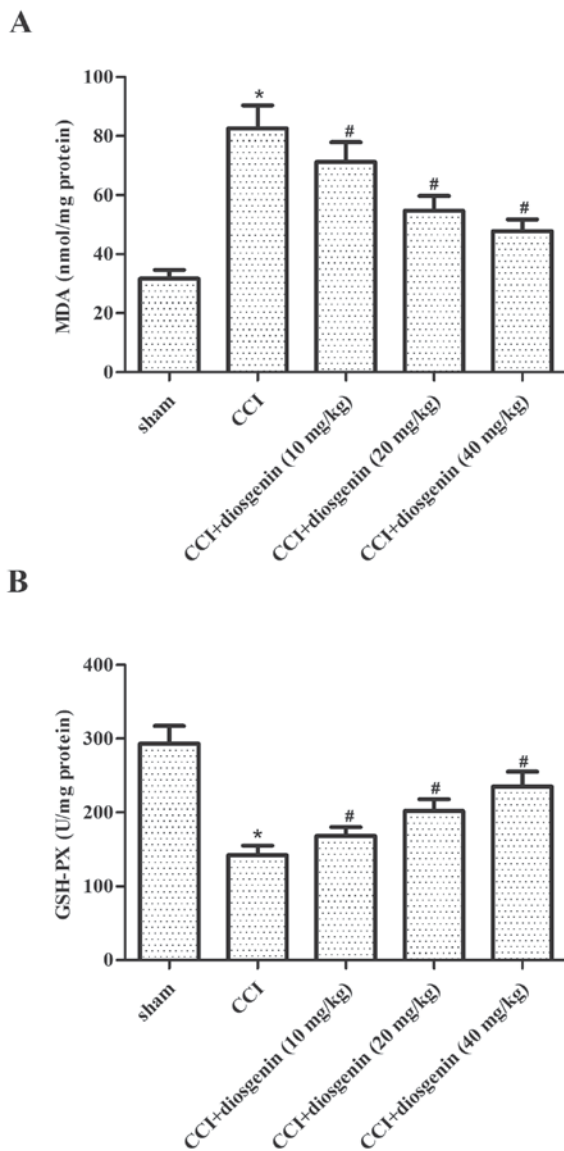 A
MDA (nmol/mg protein)
100
80
60
40
20
0
*
#
#
#
sham
CCI
CCI+diosgenin (10 mg/kg)
CCI+diosgenin (20 mg/kg)
CCI+diosgenin (40 mg/kg)
B
GSH-PX (U/mg protein)
400
300
200
100
0
*
#
#
#
sham
CCI
CCI+diosgenin (10 mg/kg)
CCI+diosgenin (20 mg/kg)
CCI+diosgenin (40 mg/kg)